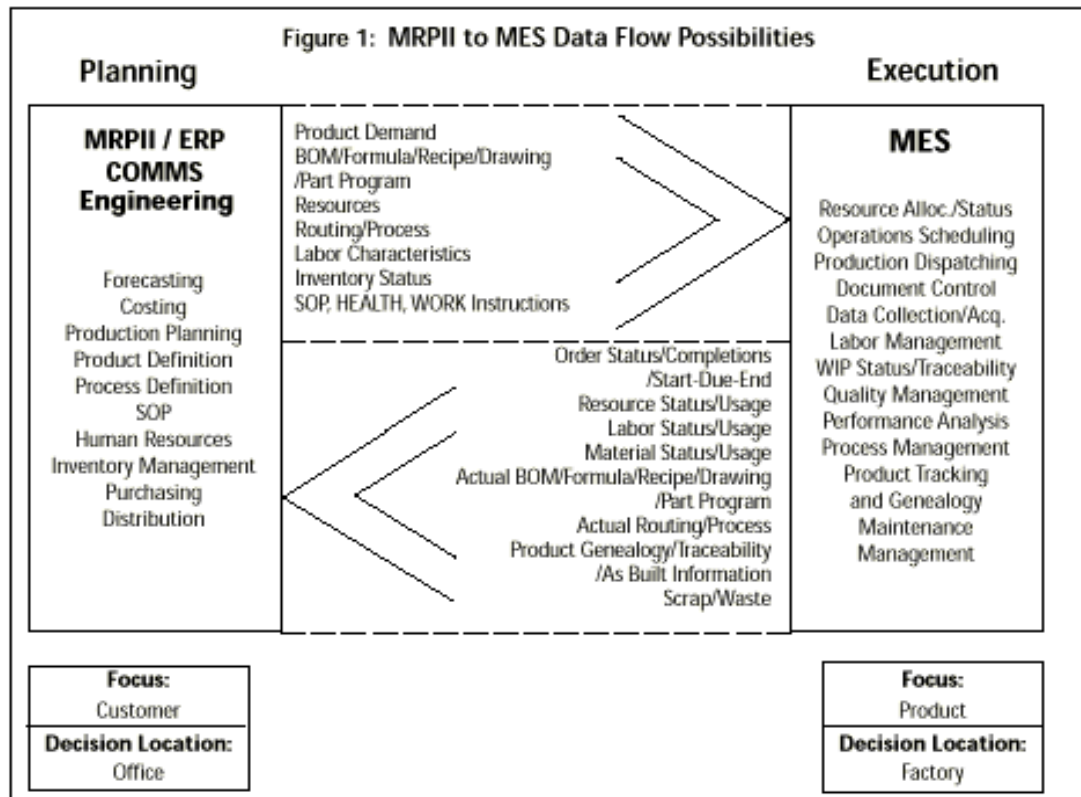 Figure 1: MRPII to MES Data Flow Possibilities
Planning
Execution
MRPII / ERP
COMMS
Engineering
Forecasting
Costing
Production Planning
Product Definition
Process Definition
SOP
Human Resources
Inventory Management
Purchasing
Distribution
Product Demand
BOM/Formula/Recipe/Drawing
/Part Program
Resources
Routing/Process
Labor Characteristics
Inventory Status
SOP, HEALTH, WORK Instructions
Order Status/Completions
/Start-Due-End
Resource Status/Usage
Labor Status/Usage
Material Status/Usage
Actual BOM/Formula/Recipe/Drawing
/Part Program
Actual Routing/Process
Product Genealogy/Traceability
/As Built Information
Scrap/Waste
MES
Resource Alloc./Status
Operations Scheduling
Production Dispatching
Document Control
Data Collection/Acq.
Labor Management
WIP Status/Traceability
Quality Management
Performance Analysis
Process Management
Product Tracking
and Genealogy
Maintenance
Management
Focus:
Customer
Decision Location:
Office
Focus:
Product
Decision Location:
Factory